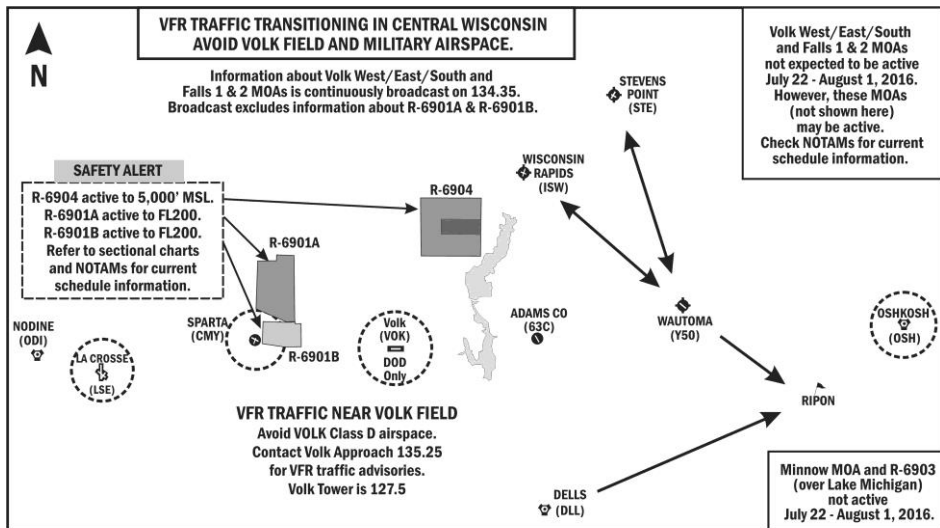 VFR TRAFFIC TRANSITIONING IN CENTRAL WISCONSIN
AVOID VOLK FIELD AND MILITARY AIRSPACE.
N
Information about Volk West/East/South and
Falls 1 & 2 MOAs is continuously broadcast on 134.35.
Broadcast excludes information about R-6901A & R-6901B.
Volk West/East/South
and Falls 1 & 2 MOAs
not expected to be active
July 22 - August 1, 2016.
However, these MOAs
(not shown here)
may be active.
Check NOTAMs for current
schedule information.
STEVENS
POINT
(STE)
WISCONSIN
RAPIDS
(ISW)
SAFETY ALERT
R-6904 active to 5,000’ MSL.
R-6901A active to FL200.
R-6901B active to FL200.
Refer to sectional charts
and NOTAMs for current
schedule information.
R-6904
R-6901A
NODINE
(ODI)
LA CROSSE
(LSE)
SPARTA
(CMY)
R-6901B
Volk
(VOK)
DOD
Only
ADAMS CO
(63C)
WAUTOMA
(Y50)
OSHKOSH
(OSH)
RIPON
VFR TRAFFIC NEAR VOLK FIELD
Avoid VOLK Class D airspace.
Contact Volk Approach 135.25
for VFR traffic advisories.
Volk Tower is 127.5
DELLS
(DLL)
Minnow MOA and R-6903
(over Lake Michigan)
not active
July 22 - August 1, 2016.